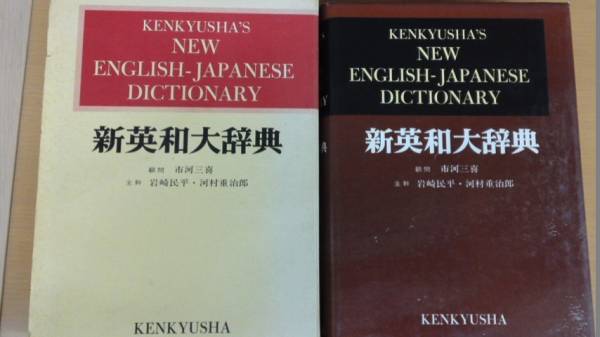 KENKYUSHA'S
NEW
ENGLISH-JAPANESE
DICTIONARY
新英和大辞典
顧問 市河三喜
主幹 岩崎民平・河村重治郎
KENKYUSHA
KENKYUSHA'S
NEW
ENGLISH-JAPANESE
DICTIONARY
新英和大辞典
顧問 市河三喜
主幹 岩崎民平・河村重治郎
KENKYUSHA